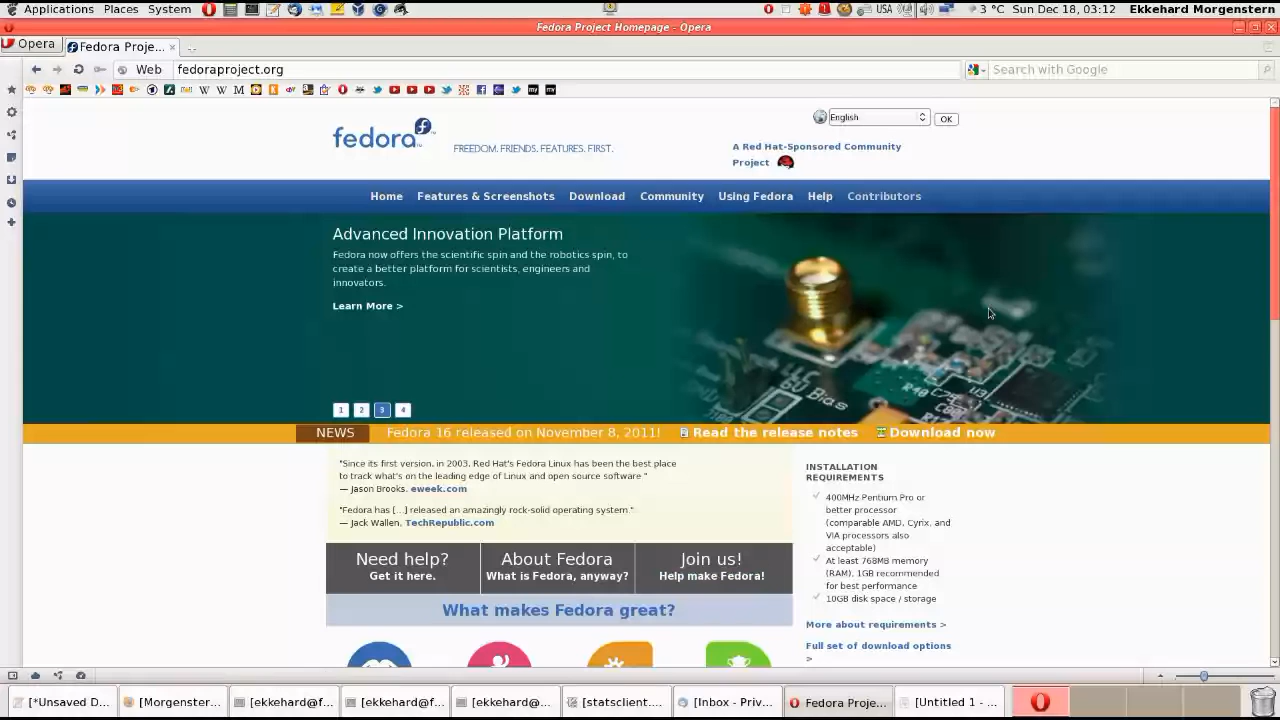 Applications Places System USA 3 °C Sun Dec 18, 03:12 Ekkehard Morgenstern
Fedora Project Homepage - Opera
Opera Fedora Proje...
Web fedoraproject.org Search with Google
fedora
FREEDOM. FRIENDS. FEATURES. FIRST.
English OK
A Red Hat-Sponsored Community
Project
Home Features & Screenshots Download Community Using Fedora Help Contributors
Advanced Innovation Platform
Fedora now offers the scientific spin and the robotics spin, to
create a better platform for scientists, engineers and
innovators.
Learn More >
1 2 3 4
NEWS Fedora 16 released on November 8, 2011! Read the release notes Download now
"Since its first version, in 2003, Red Hat's Fedora Linux has been the best place
to track what's on the leading edge of Linux and open source software "
— Jason Brooks, eweek.com
"Fedora has [...] released an amazingly rock-solid operating system."
— Jack Wallen, TechRepublic.com
Need help?
Get it here.
About Fedora
What is Fedora, anyway?
Join us!
Help make Fedora!
What makes Fedora great?
INSTALLATION
REQUIREMENTS
400MHz Pentium Pro or
better processor
(comparable AMD, Cyrix, and
VIA processors also
acceptable)
At least 768MB memory
(RAM), 1GB recommended
for best performance
10GB disk space / storage
More about requirements >
Full set of download options
>
[*Unsaved D... [Morgenster... [ekkehard@f... [ekkehard@f... [ekkehard@... [statsclient.... [Inbox - Priv... Fedora Proje... [Untitled 1 - ...